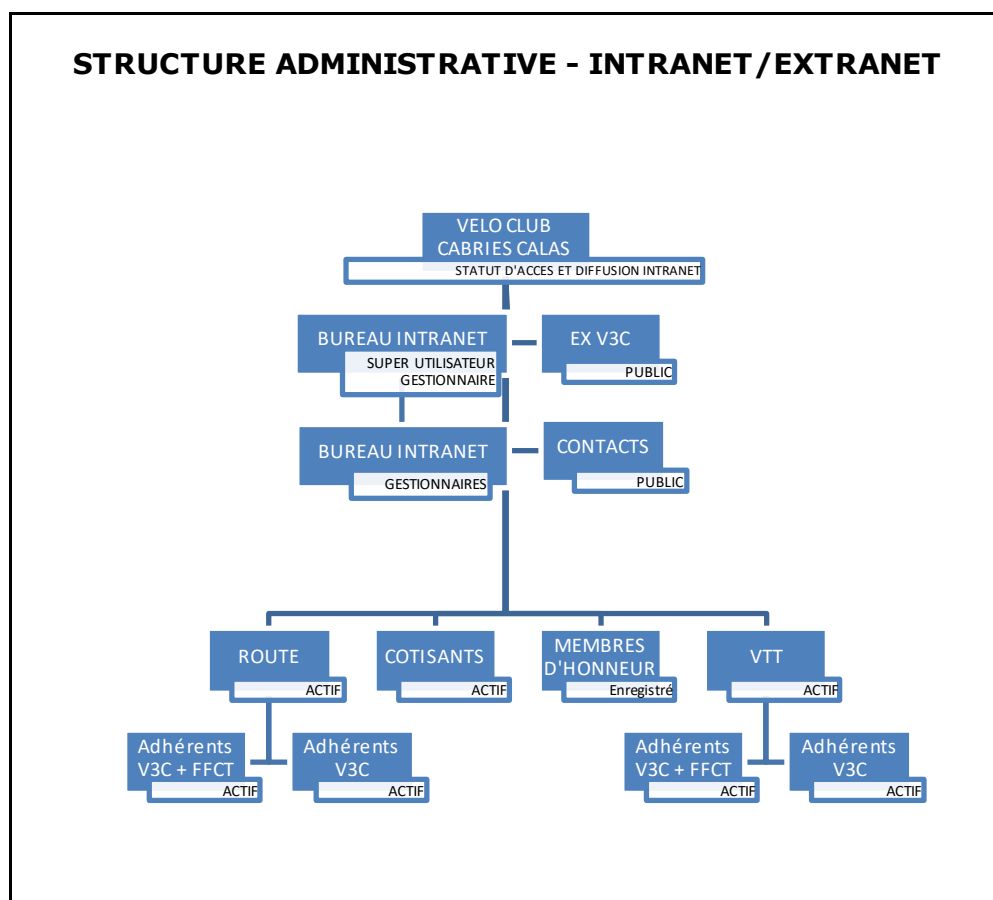 STRUCTURE ADMINISTRATIVE - INTRANET/EXTRANET
VELO CLUB
CABRIES CALAS
STATUT D'ACCES ET DIFFUSION INTRANET
BUREAU INTRANET
SUPER UTILISATEUR
GESTIONNAIRE
EX V3C
PUBLIC
BUREAU INTRANET
GESTIONNAIRES
CONTACTS
PUBLIC
ROUTE
ACTIF
COTISANTS
ACTIF
MEMBRES
D'HONNEUR
Enregistré
VTT
ACTIF
Adhérents
V3C + FFCT
ACTIF
Adhérents
V3C
ACTIF
Adhérents
V3C + FFCT
ACTIF
Adhérents
V3C
ACTIF